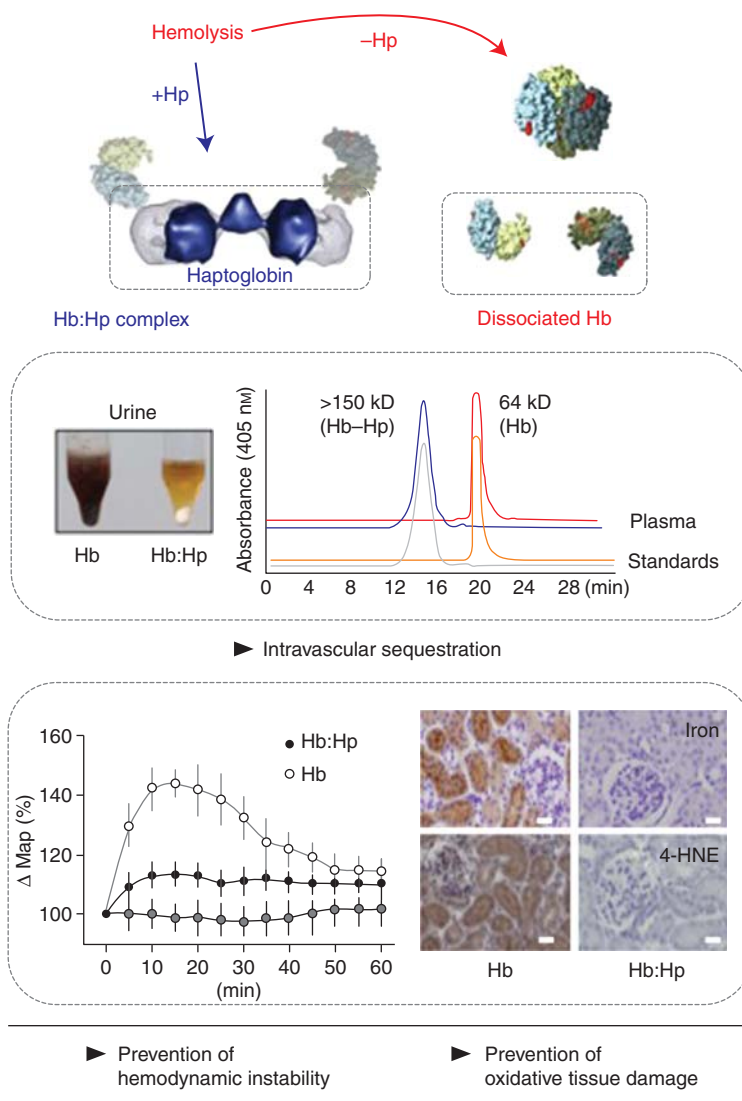 Hemolysis
–Hp
+Hp
Haptoglobin
Hb:Hp complex
Dissociated Hb
Urine
Hb
Hb:Hp
Absorbance (405 nM)
>150 kD
(Hb–Hp)
64 kD
(Hb)
Plasma
Standards
0 4 8 12 16 20 24 28 (min)
► Intravascular sequestration
Δ Map (%)
160
140
120
100
Hb:Hp
Hb
0 10 20 30 40 50 60
(min)
Iron
4-HNE
Hb
Hb:Hp
► Prevention of
hemodynamic instability
► Prevention of
oxidative tissue damage